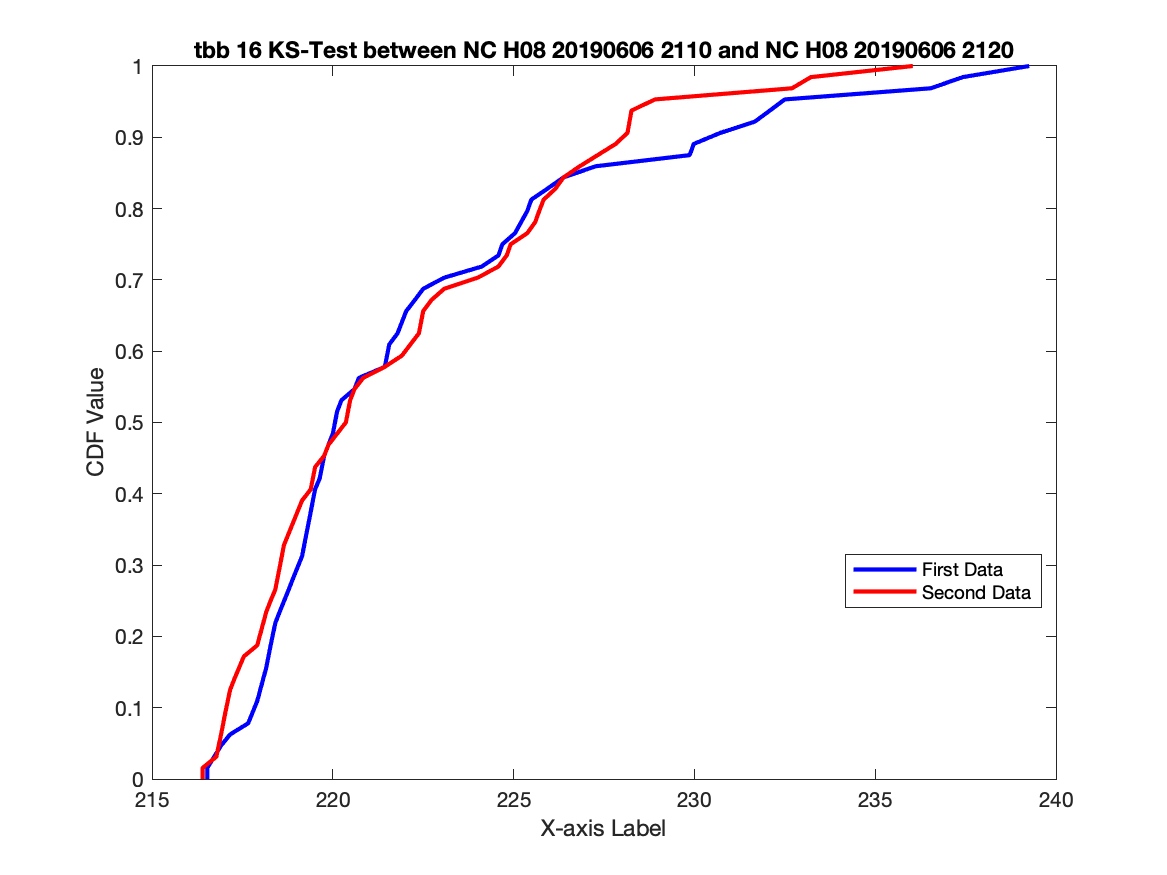 tbb 16 KS-Test between NC H08 20190606 2110 and NC H08 20190606 2120
1
0.9
0.8
0.7
0.6
0.5
0.4
0.3
0.2
0.1
0
CDF Value
First Data
Second Data
215 220 225 230 235 240
X-axis Label